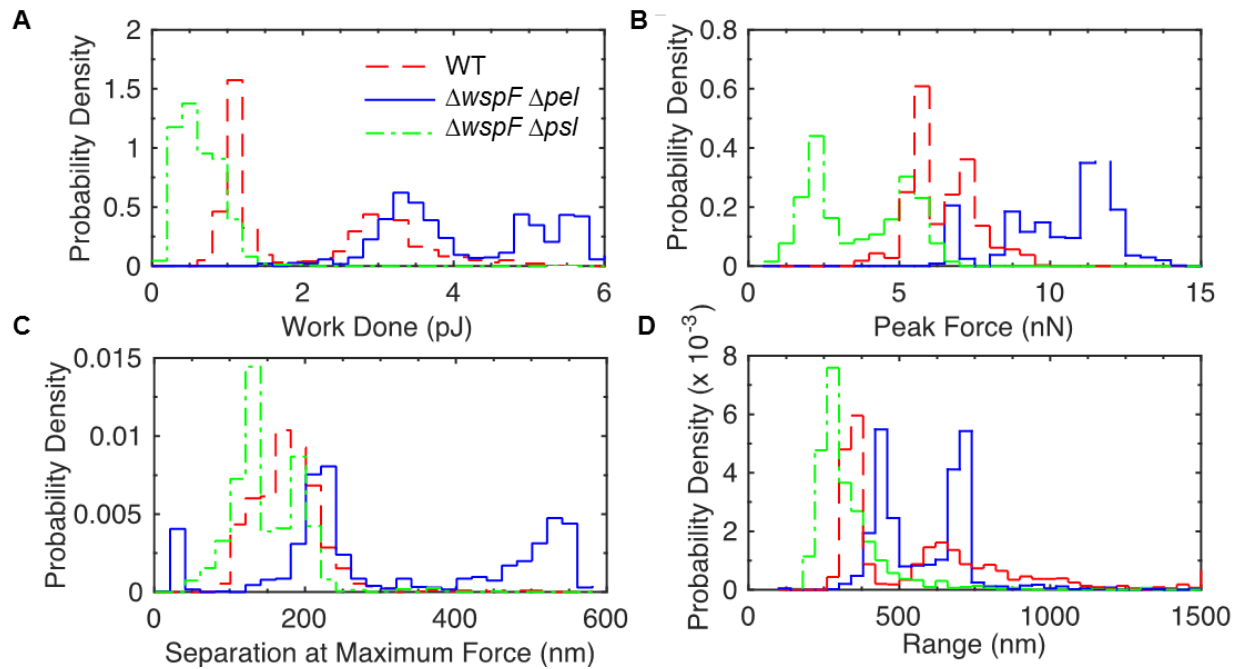 A
2
1.5
1
0.5
0
0 2 4 6
Probability Density
Work Done (pJ)
WT
ΔwspF Δpel
ΔwspF Δpsl
B
0.8
0.6
0.4
0.2
0
0 5 10 15
Probability Density
Peak Force (nN)
C
0.015
0.01
0.005
0
0 200 400 600
Probability Density
Separation at Maximum Force (nm)
D
8
6
4
2
0
0 500 1000 1500
Probability Density (x 10⁻³)
Range (nm)